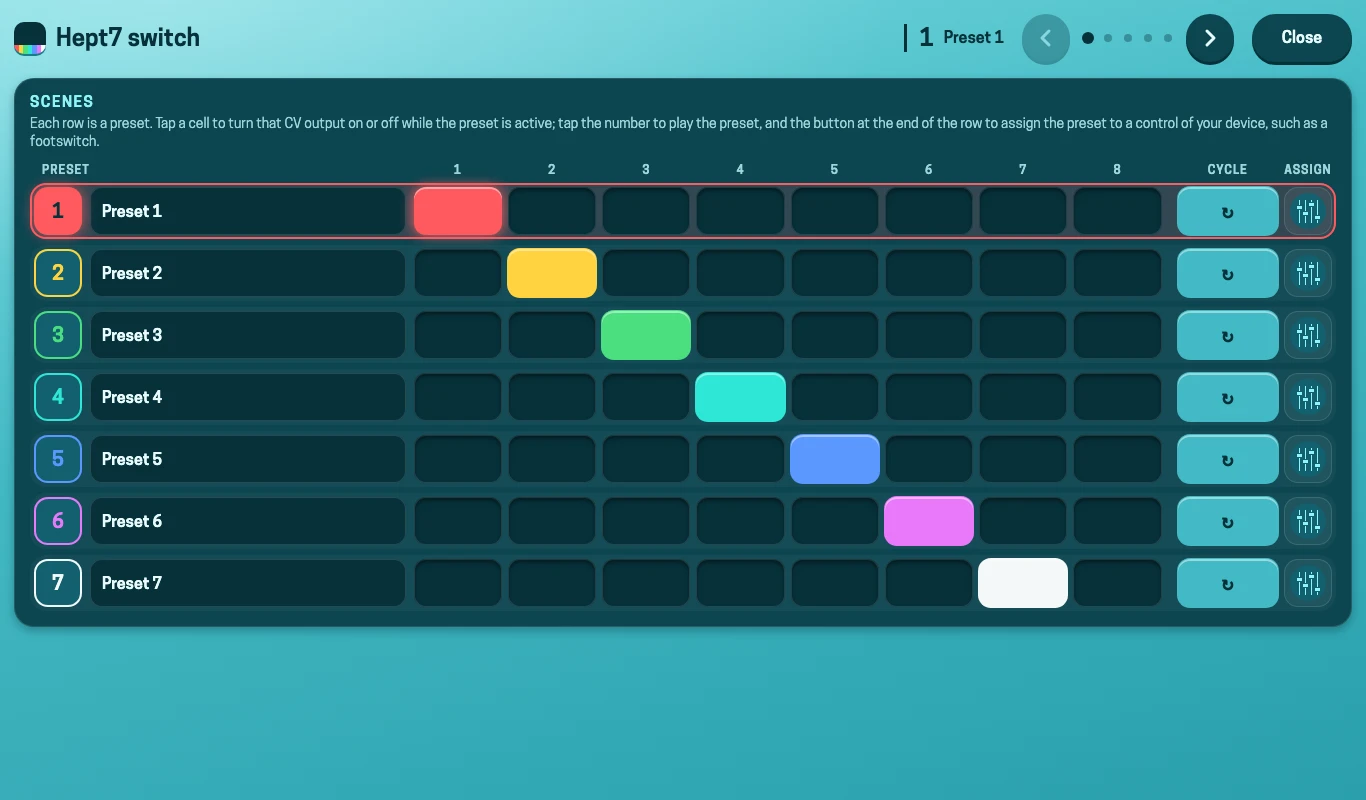 Hept7 switch
1 Preset 1
Close
SCENES
Each row is a preset. Tap a cell to turn that CV output on or off while the preset is active; tap the number to play the preset, and the button at the end of the row to assign the preset to a control of your device, such as a
footswitch.
PRESET 1 2 3 4 5 6 7 8 CYCLE ASSIGN
1 Preset 1 ↻
2 Preset 2 ↻
3 Preset 3 ↻
4 Preset 4 ↻
5 Preset 5 ↻
6 Preset 6 ↻
7 Preset 7 ↻